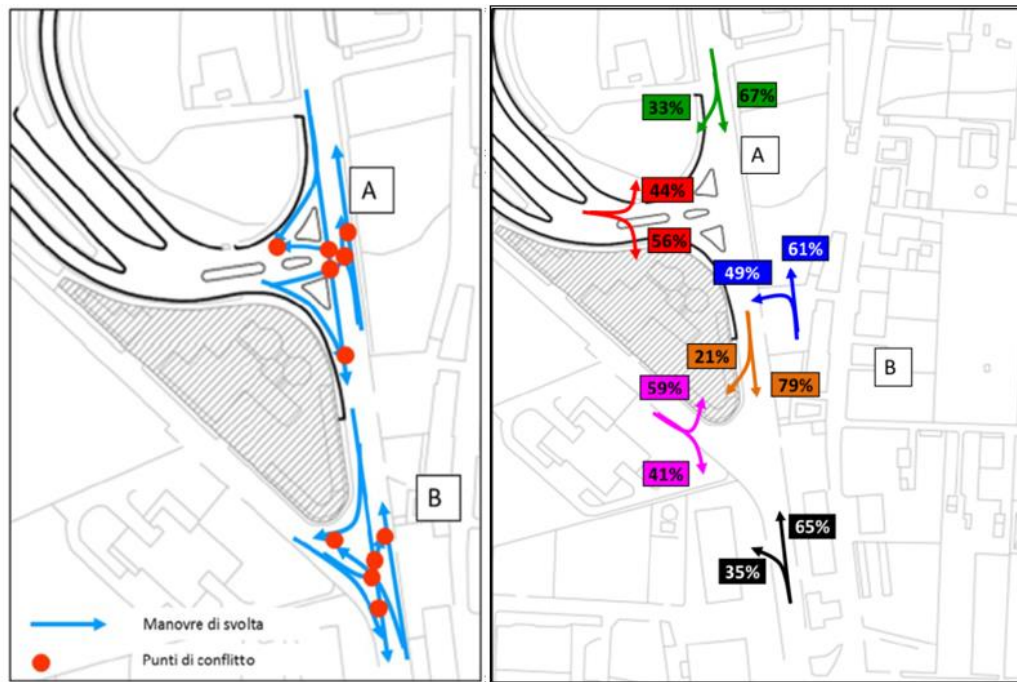 A
B
Manovre di svolta
Punti di conflitto
33%
67%
A
44%
56%
61%
49%
21%
B
59%
79%
41%
65%
35%